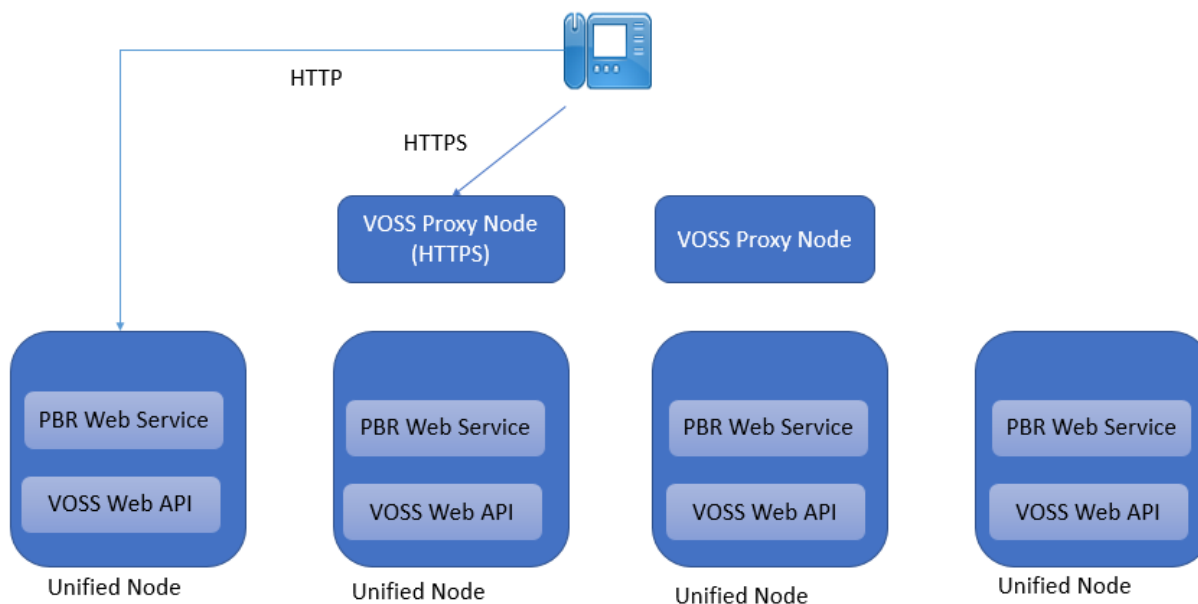 HTTP
HTTPS
VOSS Proxy Node
(HTTPS)
VOSS Proxy Node
PBR Web Service
VOSS Web API
Unified Node
PBR Web Service
VOSS Web API
Unified Node
PBR Web Service
VOSS Web API
Unified Node
PBR Web Service
VOSS Web API
Unified Node